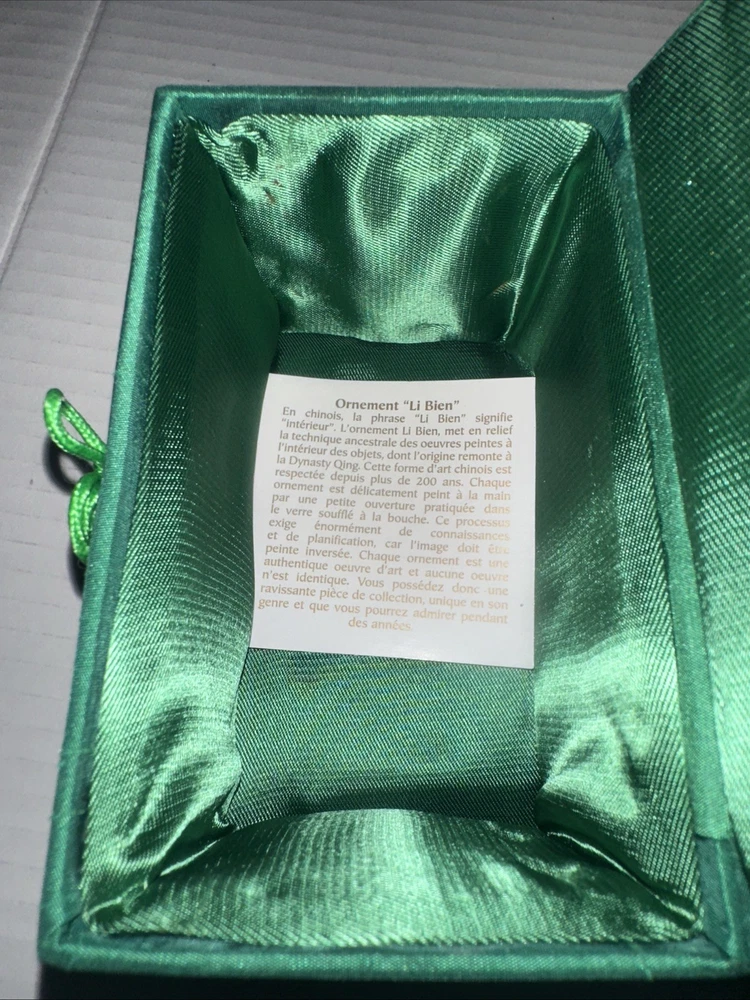 Ornement "Li Bien"
En chinois, la phrase "Li Bien" signifie
"intérieur". L'ornement Li Bien, met en relief
la technique ancestrale des oeuvres peintes à
l'intérieur des objets, dont l'origine remonte à
la Dynasty Qing. Cette forme d'art chinois est
respectée depuis plus de 200 ans. Chaque
ornement est délicatement peint à la main
par une petite ouverture pratiquée dans
le verre soufflé à la bouche. Ce processus
exige énormément de connaissances
et de planification, car l'image doit être
peinte inversée. Chaque ornement est une
authentique oeuvre d'art et aucune oeuvre
n'est identique. Vous possédez donc une
ravissante pièce de collection, unique en son
genre et que vous pourrez admirer pendant
des années.